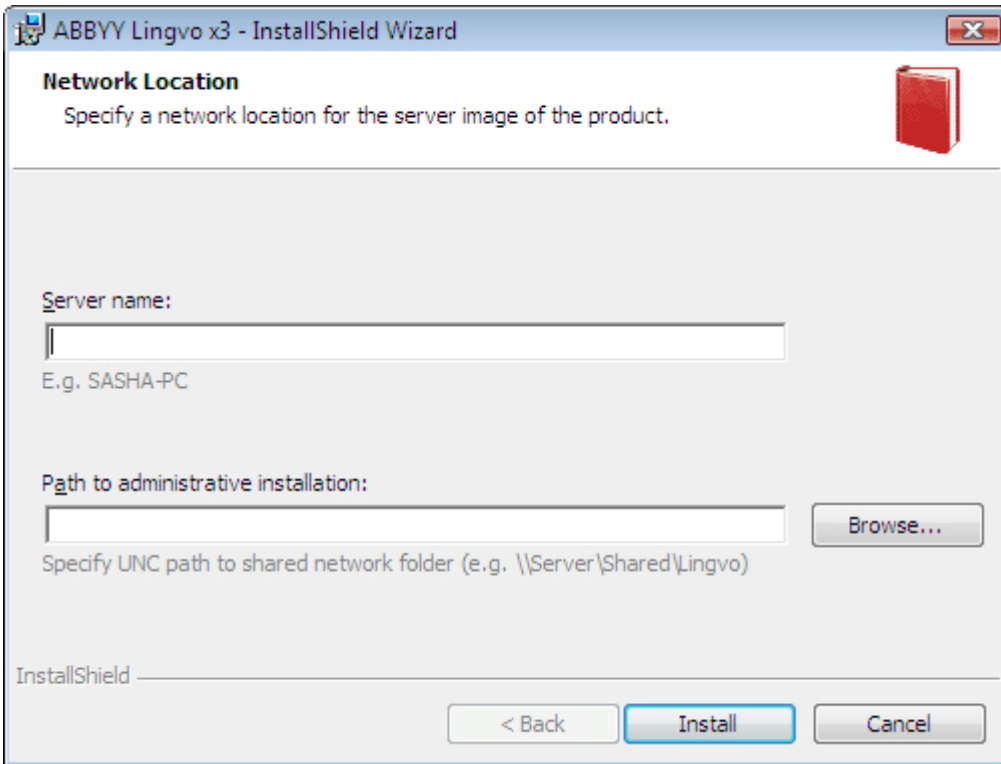 ABBYY Lingvo x3 - InstallShield Wizard
Network Location
Specify a network location for the server image of the product.
Server name:
E.g. SASHA-PC
Path to administrative installation:
Browse...
Specify UNC path to shared network folder (e.g. \\Server\Shared\Lingvo)
InstallShield
< Back
Install
Cancel